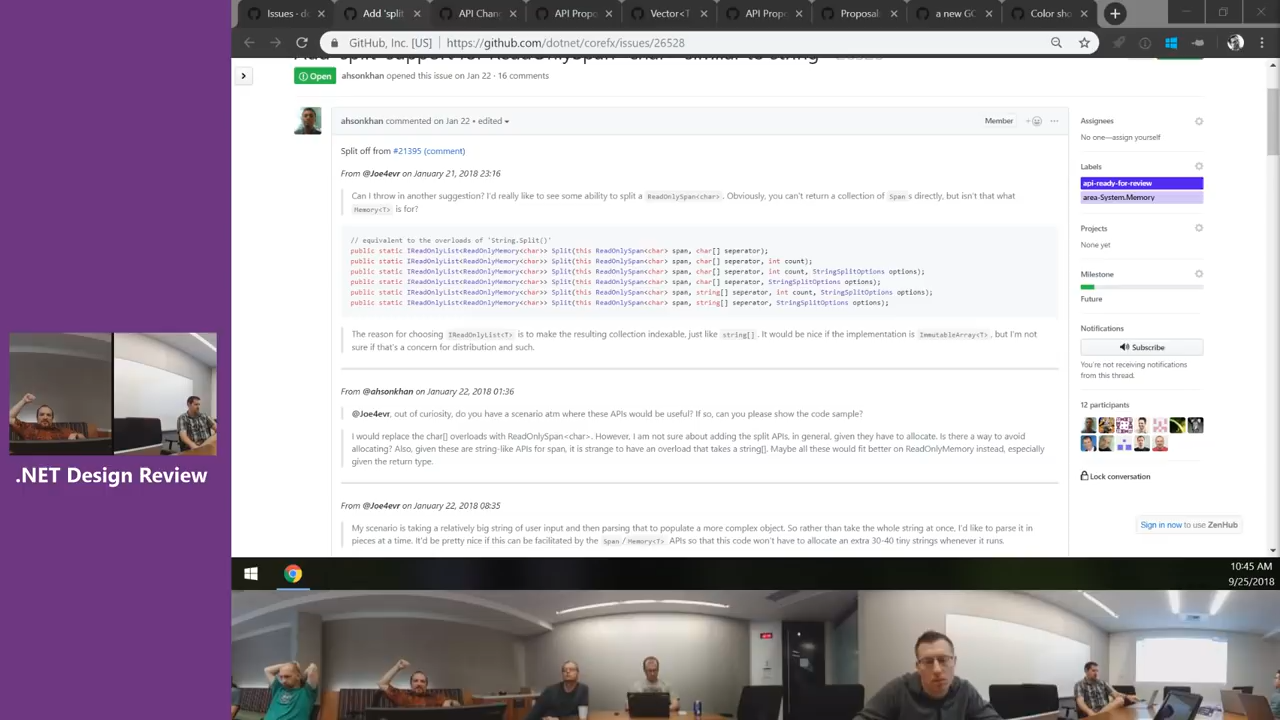 Issues · d
Add 'split
API Chan
API Propo
Vector<T
API Propo
Proposal
a new GC
Color sho
GitHub, Inc. [US]
https://github.com/dotnet/corefx/issues/26528
Add 'split' support for ReadOnlySpan<char> similar to string
Open
ahsonkhan opened this issue on Jan 22 · 16 comments
ahsonkhan commented on Jan 22 • edited
Member
Split off from #21395 (comment)
From @Joe4evr on January 21, 2018 23:16
Can I throw in another suggestion? I'd really like to see some ability to split a ReadOnlySpan<char>. Obviously, you can't return a collection of Span s directly, but isn't that what
Memory<T> is for?
// equivalent to the overloads of 'String.Split()'
public static IReadOnlyList<ReadOnlyMemory<char>> Split(this ReadOnlySpan<char> span, char[] seperator);
public static IReadOnlyList<ReadOnlyMemory<char>> Split(this ReadOnlySpan<char> span, char[] seperator, int count);
public static IReadOnlyList<ReadOnlyMemory<char>> Split(this ReadOnlySpan<char> span, char[] seperator, int count, StringSplitOptions options);
public static IReadOnlyList<ReadOnlyMemory<char>> Split(this ReadOnlySpan<char> span, char[] seperator, StringSplitOptions options);
public static IReadOnlyList<ReadOnlyMemory<char>> Split(this ReadOnlySpan<char> span, string[] seperator, int count, StringSplitOptions options);
public static IReadOnlyList<ReadOnlyMemory<char>> Split(this ReadOnlySpan<char> span, string[] seperator, StringSplitOptions options);
The reason for choosing IReadOnlyList<T> is to make the resulting collection indexable, just like string[]. It would be nice if the implementation is ImmutableArray<T>, but I'm not
sure if that's a concern for distribution and such.
From @ahsonkhan on January 22, 2018 01:36
@Joe4evr, out of curiosity, do you have a scenario atm where these APIs would be useful? If so, can you please show the code sample?
I would replace the char[] overloads with ReadOnlySpan<char>. However, I am not sure about adding the split APIs, in general, given they have to allocate. Is there a way to avoid
allocating? Also, given these are string-like APIs for span, it is strange to have an overload that takes a string[]. Maybe all these would fit better on ReadOnlyMemory instead, especially
given the return type.
From @Joe4evr on January 22, 2018 08:35
My scenario is taking a relatively big string of user input and then parsing that to populate a more complex object. So rather than take the whole string at once, I'd like to parse it in
pieces at a time. It'd be pretty nice if this can be facilitated by the Span / Memory<T> APIs so that this code won't have to allocate an extra 30-40 tiny strings whenever it runs.
Assignees
No one—assign yourself
Labels
api-ready-for-review
area-System.Memory
Projects
None yet
Milestone
Future
Notifications
Subscribe
You're not receiving notifications
from this thread.
12 participants
Lock conversation
Sign in now to use ZenHub
.NET Design Review
10:45 AM
9/25/2018